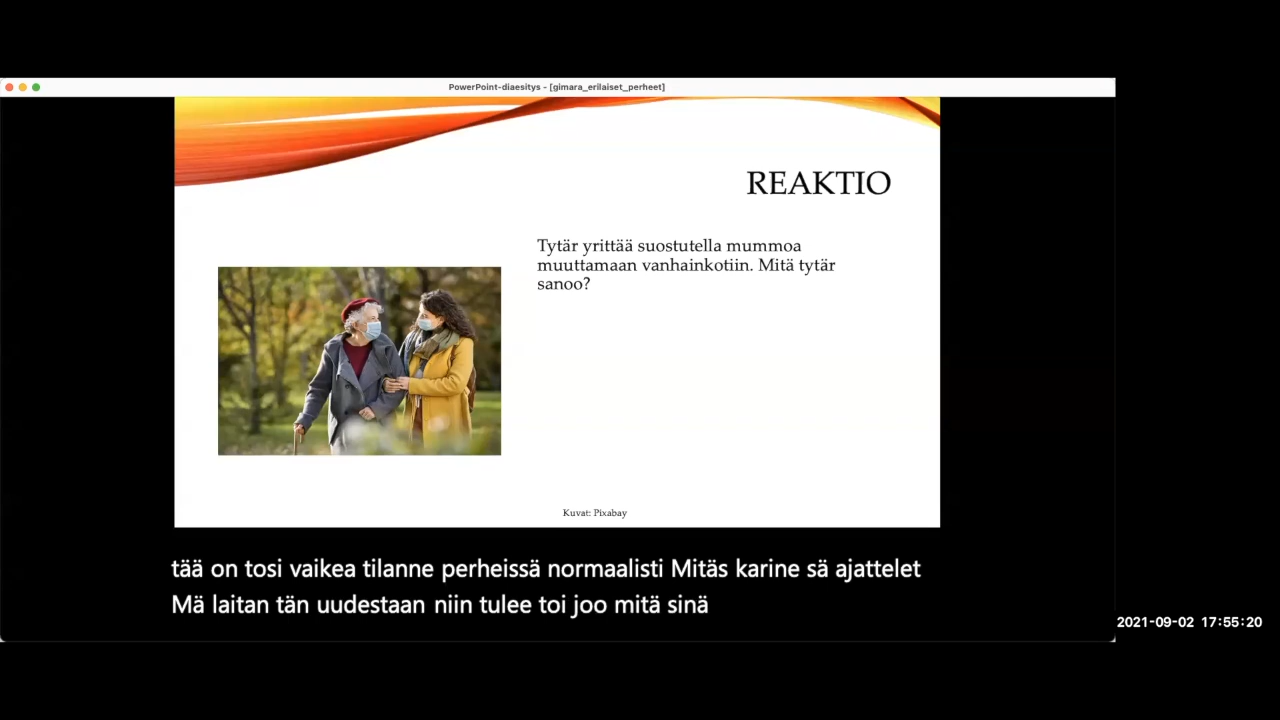 PowerPoint-diaesitys - [gimara_erilaiset_perheet]
REAKTIO
Tytär yrittää suostutella mummoa
muuttamaan vanhainkotiin. Mitä tytär
sanoo?
Kuvat: Pixabay
tää on tosi vaikea tilanne perheissä normaalisti Mitäs karine sä ajattelet
Mä laitan tän uudestaan niin tulee toi joo mitä sinä
2021-09-02 17:55:20